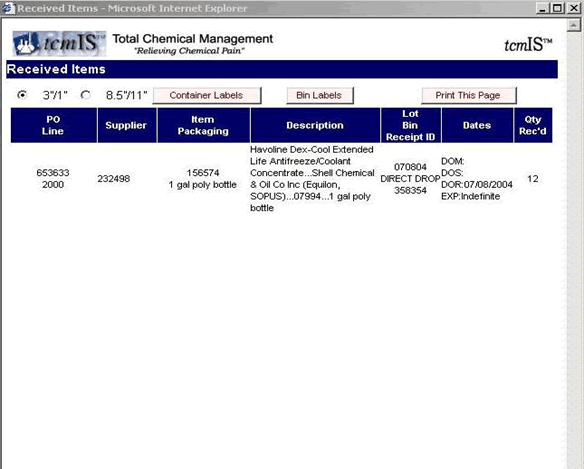 Received Items - Microsoft Internet Explorer
tcmIS™ Total Chemical Management
"Relieving Chemical Pain"
tcmIS™
Received Items
3"/1" 8.5"/11" Container Labels Bin Labels Print This Page
PO
Line
Supplier
Item
Packaging
Description
Lot
Bin
Receipt ID
Dates
Qty
Rec'd
653633
2000
232498
156574
1 gal poly bottle
Havoline Dex-Cool Extended
Life Antifreeze/Coolant
Concentrate...Shell Chemical
& Oil Co Inc (Equilon,
SOPUS)...07994...1 gal poly
bottle
070804
DIRECT DROP
358354
DOM:
DOS:
DOR:07/08/2004
EXP:Indefinite
12